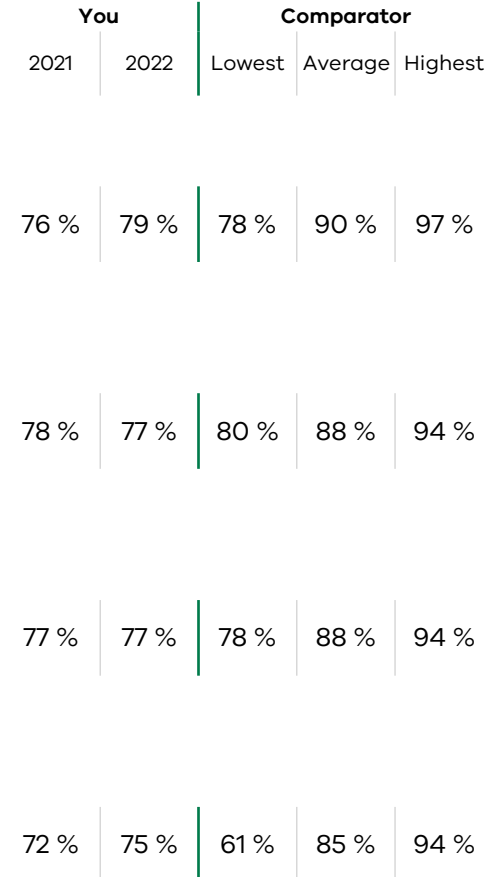 You Comparator
2021 2022 Lowest Average Highest
76 % 79 % 78 % 90 % 97 %
78 % 77 % 80 % 88 % 94 %
77 % 77 % 78 % 88 % 94 %
72 % 75 % 61 % 85 % 94 %